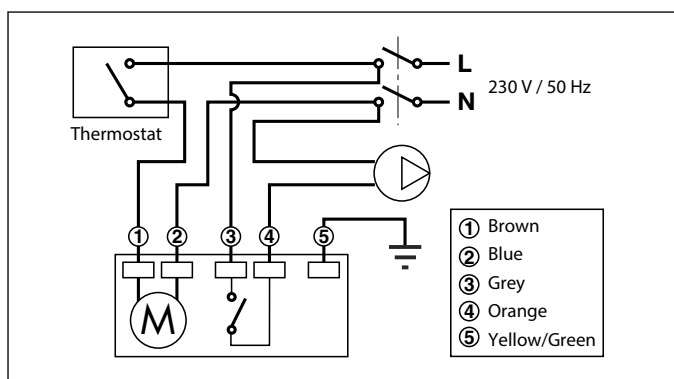 L
230 V / 50 Hz
N
Thermostat
1 2 3 4 5
M
① Brown
② Blue
③ Grey
④ Orange
⑤ Yellow/Green